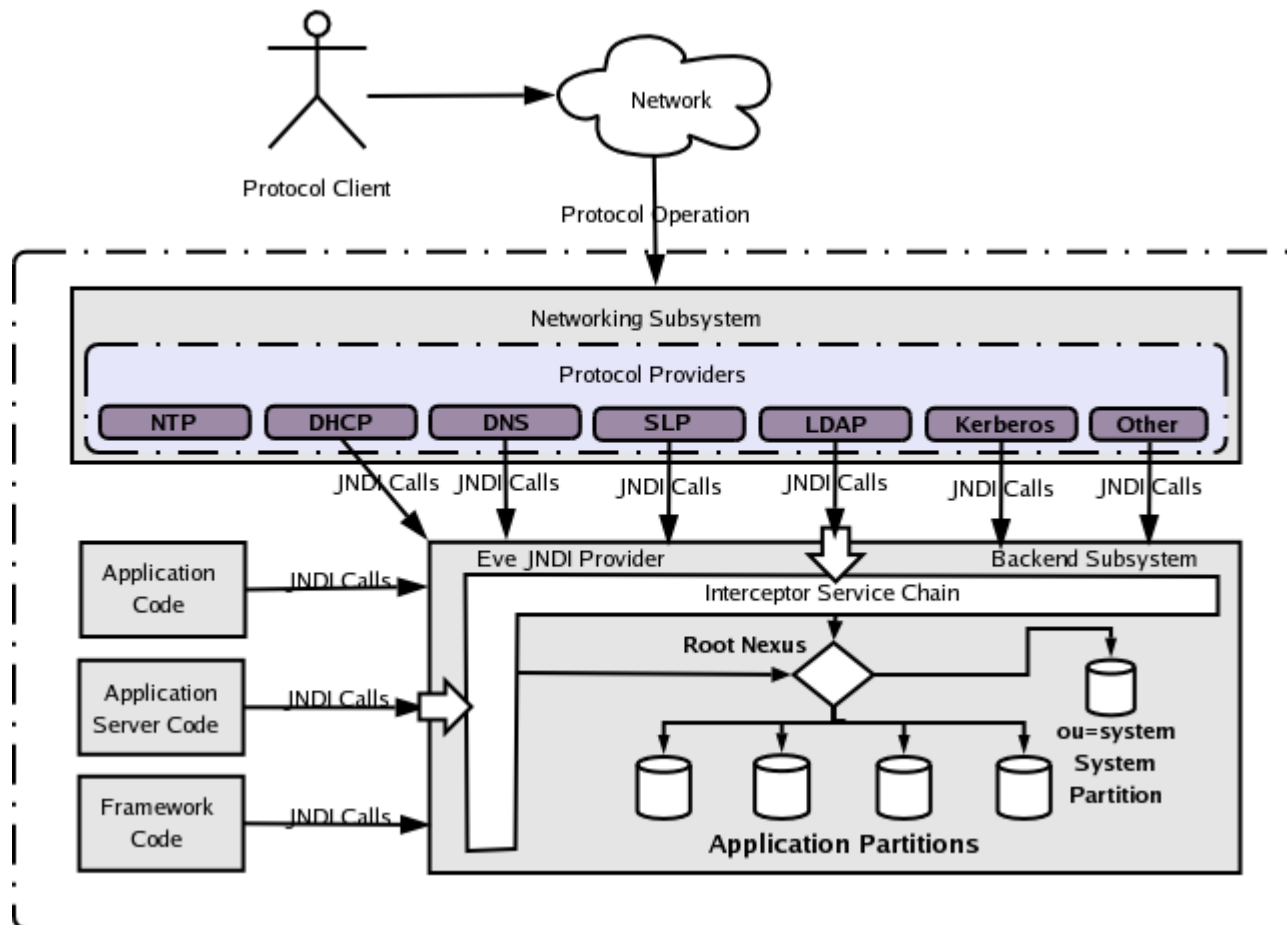 Network
Protocol Client
Protocol Operation
Networking Subsystem
Protocol Providers
NTP
DHCP
DNS
SLP
LDAP
Kerberos
Other
JNDI Calls
JNDI Calls
JNDI Calls
JNDI Calls
JNDI Calls
JNDI Calls
Eve JNDI Provider
Backend Subsystem
Application
Code
JNDI Calls
Interceptor Service Chain
Root Nexus
Application
Server Code
JNDI Calls
ou=system
System
Partition
Framework
Code
JNDI Calls
Application Partitions